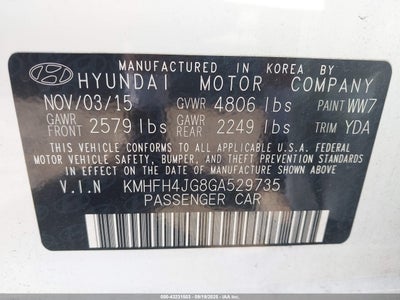 MANUFACTURED IN KOREA BY
HYUNDAI MOTOR COMPANY
NOV/03/15 GVWR 4806 lbs PAINT WW7
GAWR FRONT 2579 lbs GAWR REAR 2249 lbs TRIM YDA
THIS VEHICLE CONFORMS TO ALL APPLICABLE U.S.A. FEDERAL
MOTOR VEHICLE SAFETY, BUMPER, AND THEFT PREVENTION
STANDARDS IN EFFECT ON THE DATE OF MANUFACTURE SHOWN ABOVE.
V.I.N KMHFH4JG8GA529735
PASSENGER CAR